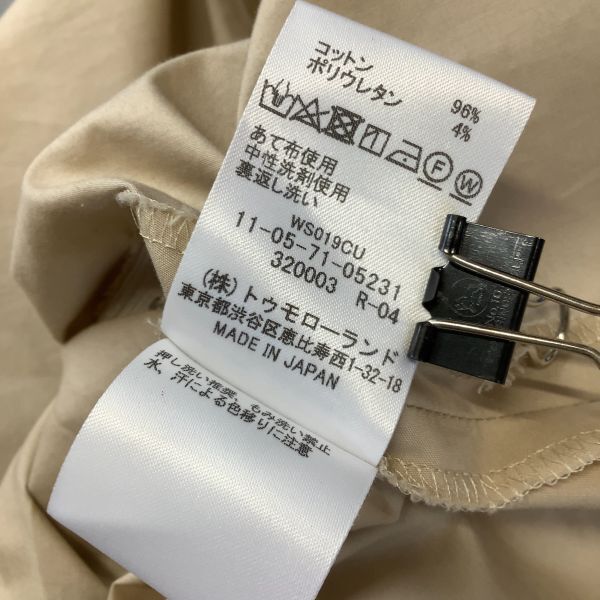 コットン 96%
ポリウレタン 4%
F W
あて布使用
中性洗剤使用
裏返し洗い
WS019CU
11-05-71-05231
320003 R-04
(株)トゥモローランド
東京都渋谷区恵比寿西1-32-18
MADE IN JAPAN
押し洗い推奨、もみ洗い禁止
水、汗による色移りに注意